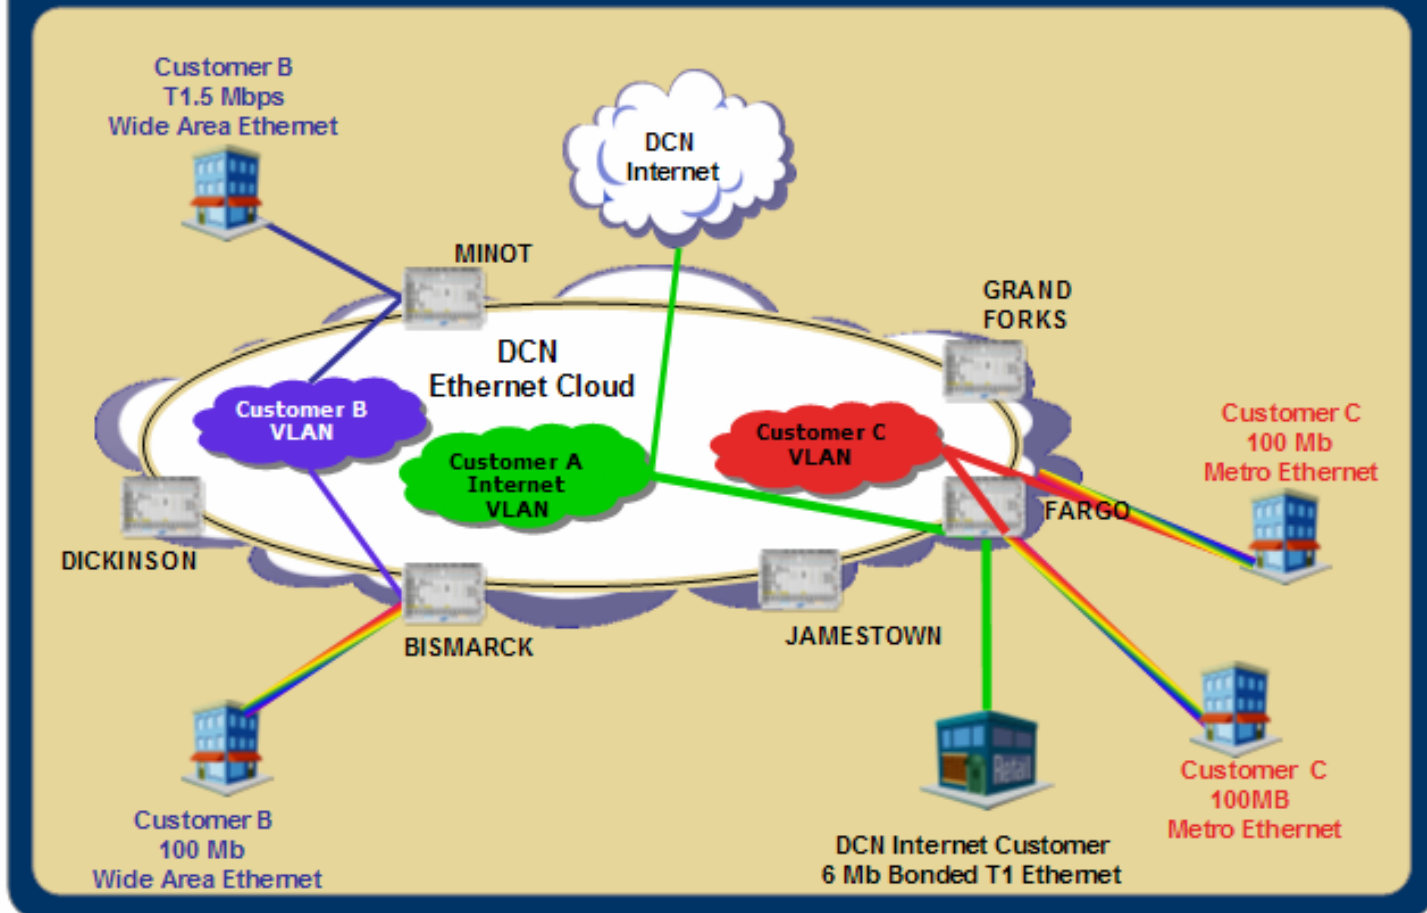 Customer B
T1.5 Mbps
Wide Area Ethernet
DCN
Internet
MINOT
GRAND
FORKS
DCN
Ethernet Cloud
Customer B
VLAN
Customer A
Internet
VLAN
Customer C
VLAN
Customer C
100 Mb
Metro Ethernet
FARGO
DICKINSON
BISMARCK
JAMESTOWN
Retail
Customer B
100 Mb
Wide Area Ethernet
DCN Internet Customer
6 Mb Bonded T1 Ethernet
Customer C
100MB
Metro Ethernet